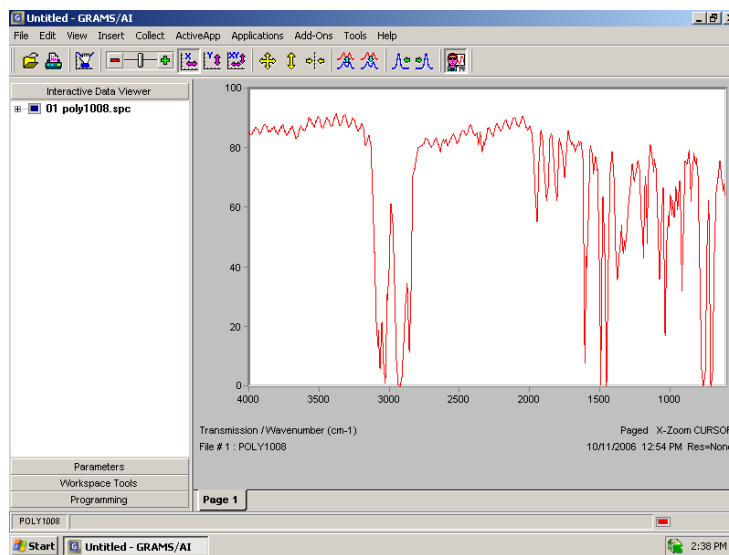 Untitled - GRAMS/AI
File Edit View Insert Collect ActiveApp Applications Add-Ons Tools Help
X Y XY
Interactive Data Viewer
01 poly1008.spc
100
80
60
40
20
0
4000 3500 3000 2500 2000 1500 1000
Transmission / Wavenumber (cm-1)
Paged X-Zoom CURSOR
File # 1 : POLY1008
10/11/2006 12:54 PM Res=None
Parameters
Workspace Tools
Programming
Page 1
POLY1008
Start Untitled - GRAMS/AI 2:38 PM